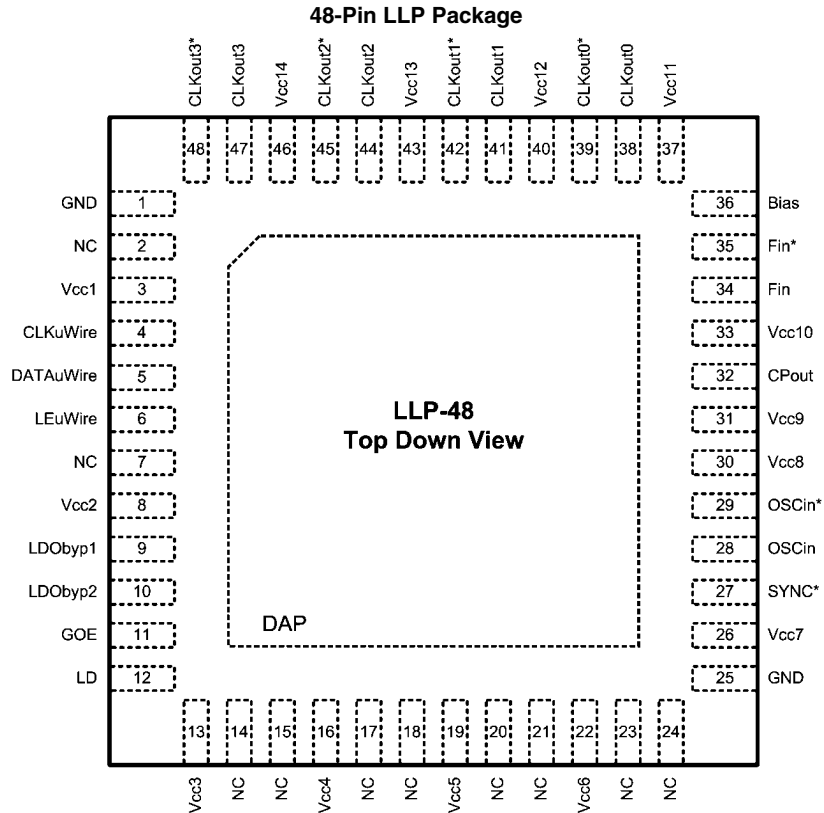 48-Pin LLP Package
CLKout3* CLKout3 Vcc14 CLKout2* CLKout2 Vcc13 CLKout1* CLKout1 Vcc12 CLKout0* CLKout0 Vcc11
48 47 46 45 44 43 42 41 40 39 38 37
GND 1 36 Bias
NC 2 35 Fin*
Vcc1 3 34 Fin
CLKuWire 4 33 Vcc10
DATAuWire 5 32 CPout
LEuWire 6 31 Vcc9
NC 7 30 Vcc8
Vcc2 8 29 OSCin*
LDObyp1 9 28 OSCin
LDObyp2 10 27 SYNC*
GOE 11 26 Vcc7
LD 12 25 GND
LLP-48
Top Down View
DAP
13 14 15 16 17 18 19 20 21 22 23 24
Vcc3 NC NC Vcc4 NC NC Vcc5 NC NC Vcc6 NC NC